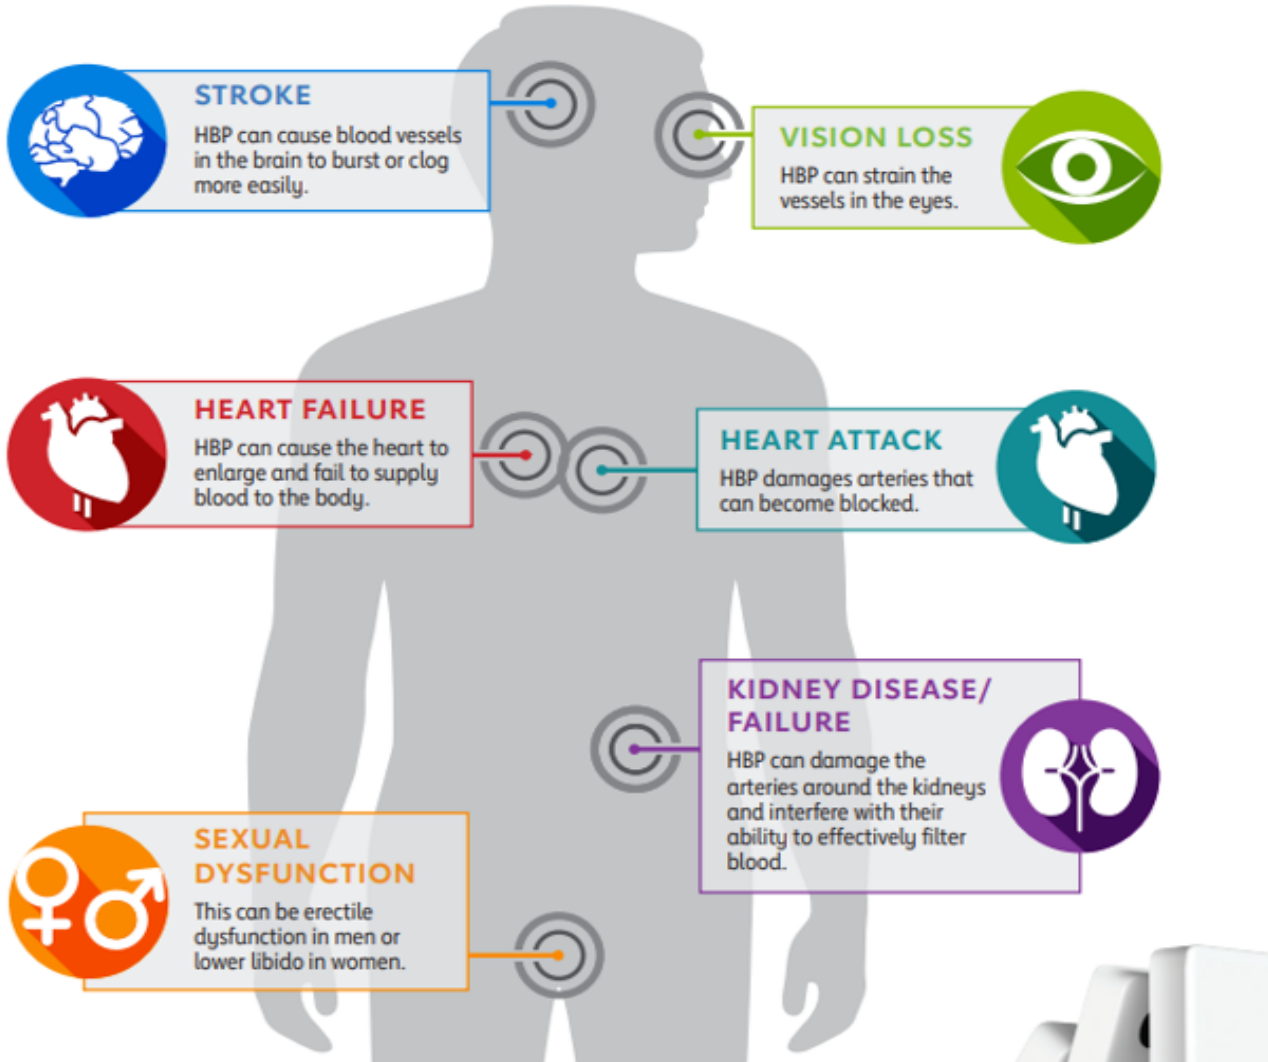 STROKE
HBP can cause blood vessels
in the brain to burst or clog
more easily.
VISION LOSS
HBP can strain the
vessels in the eyes.
HEART FAILURE
HBP can cause the heart to
enlarge and fail to supply
blood to the body.
HEART ATTACK
HBP damages arteries that
can become blocked.
KIDNEY DISEASE/
FAILURE
HBP can damage the
arteries around the kidneys
and interfere with their
ability to effectively filter
blood.
SEXUAL
DYSFUNCTION
This can be erectile
dysfunction in men or
lower libido in women.